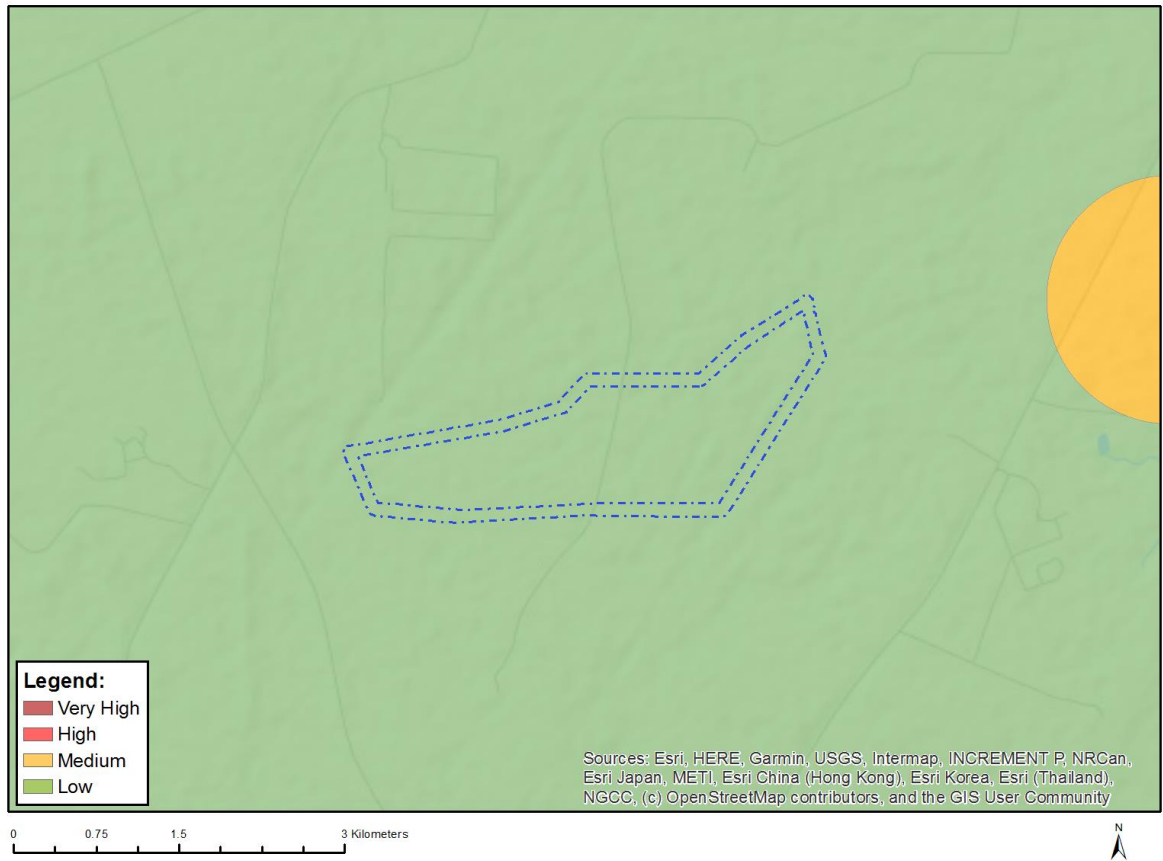 Legend:
Very High
High
Medium
Low
Sources: Esri, HERE, Garmin, USGS, Intermap, INCREMENT P, NRCan,
Esri Japan, METI, Esri China (Hong Kong), Esri Korea, Esri (Thailand),
NGCC, (c) OpenStreetMap contributors, and the GIS User Community
0 0.75 1.5 3 Kilometers
N